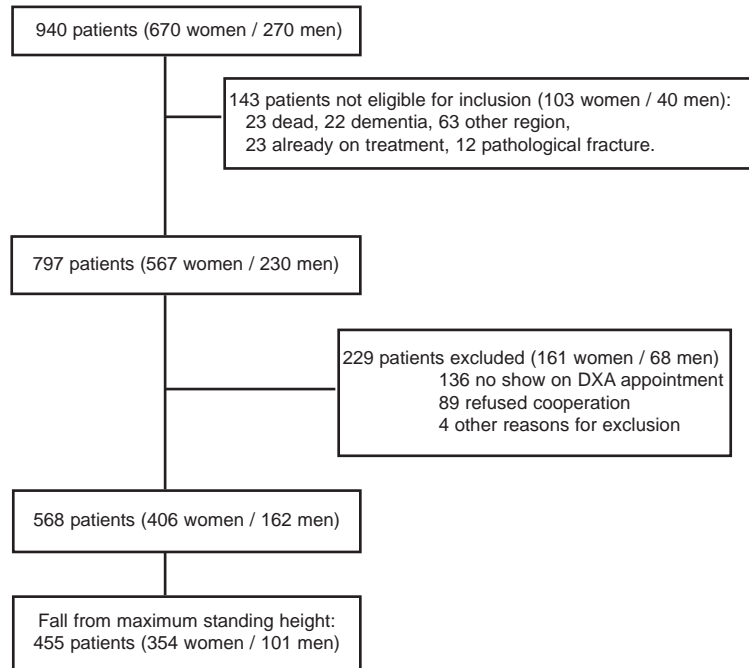 940 patients (670 women / 270 men)
143 patients not eligible for inclusion (103 women / 40 men):
23 dead, 22 dementia, 63 other region,
23 already on treatment, 12 pathological fracture.
797 patients (567 women / 230 men)
229 patients excluded (161 women / 68 men)
136 no show on DXA appointment
89 refused cooperation
4 other reasons for exclusion
568 patients (406 women / 162 men)
Fall from maximum standing height:
455 patients (354 women / 101 men)